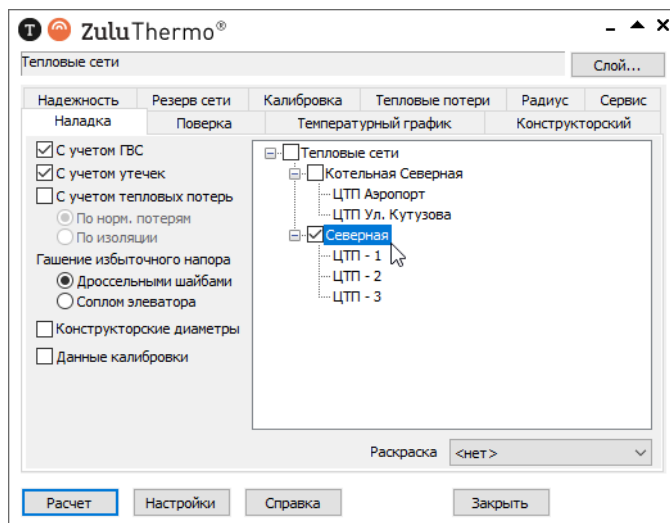 T ZuluThermo®
Тепловые сети
Слой...
Надежность Резерв сети Калибровка Тепловые потери Радиус Сервис
Наладка Поверка Температурный график Конструкторский
С учетом ГВС
С учетом утечек
С учетом тепловых потерь
По норм. потерям
По изоляции
Гашение избыточного напора
Дроссельными шайбами
Соплом элеватора
Конструкторские диаметры
Данные калибровки
Тепловые сети
Котельная Северная
ЦТП Аэропорт
ЦТП Ул. Кутузова
Северная
ЦТП - 1
ЦТП - 2
ЦТП - 3
Раскраска <нет>
Расчет Настройки Справка Закрыть